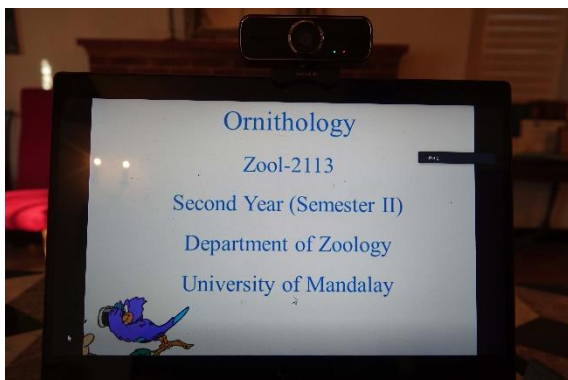 Ornithology
Zool-2113
Second Year (Semester II)
Department of Zoology
University of Mandalay